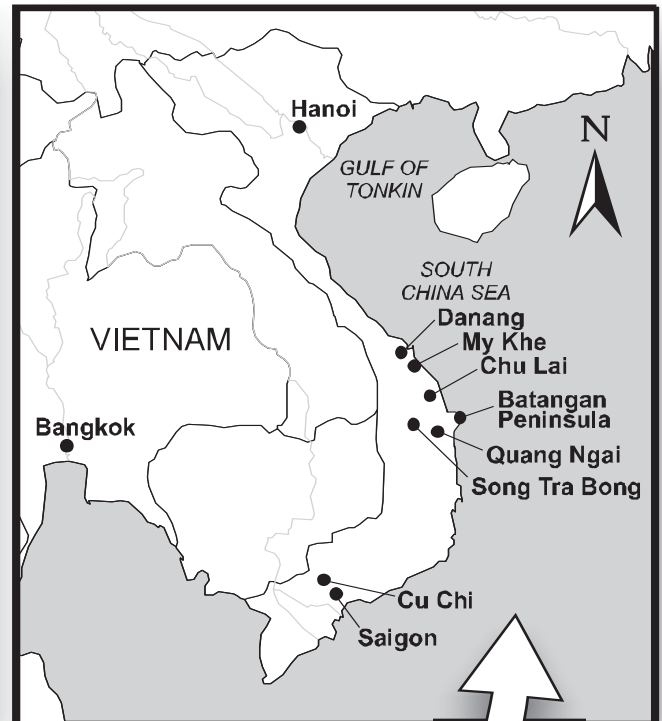 Hanoi
N
GULF OF
TONKIN
SOUTH
CHINA SEA
Danang
My Khe
VIETNAM
Chu Lai
Batangan
Peninsula
Bangkok
Quang Ngai
Song Tra Bong
Cu Chi
Saigon